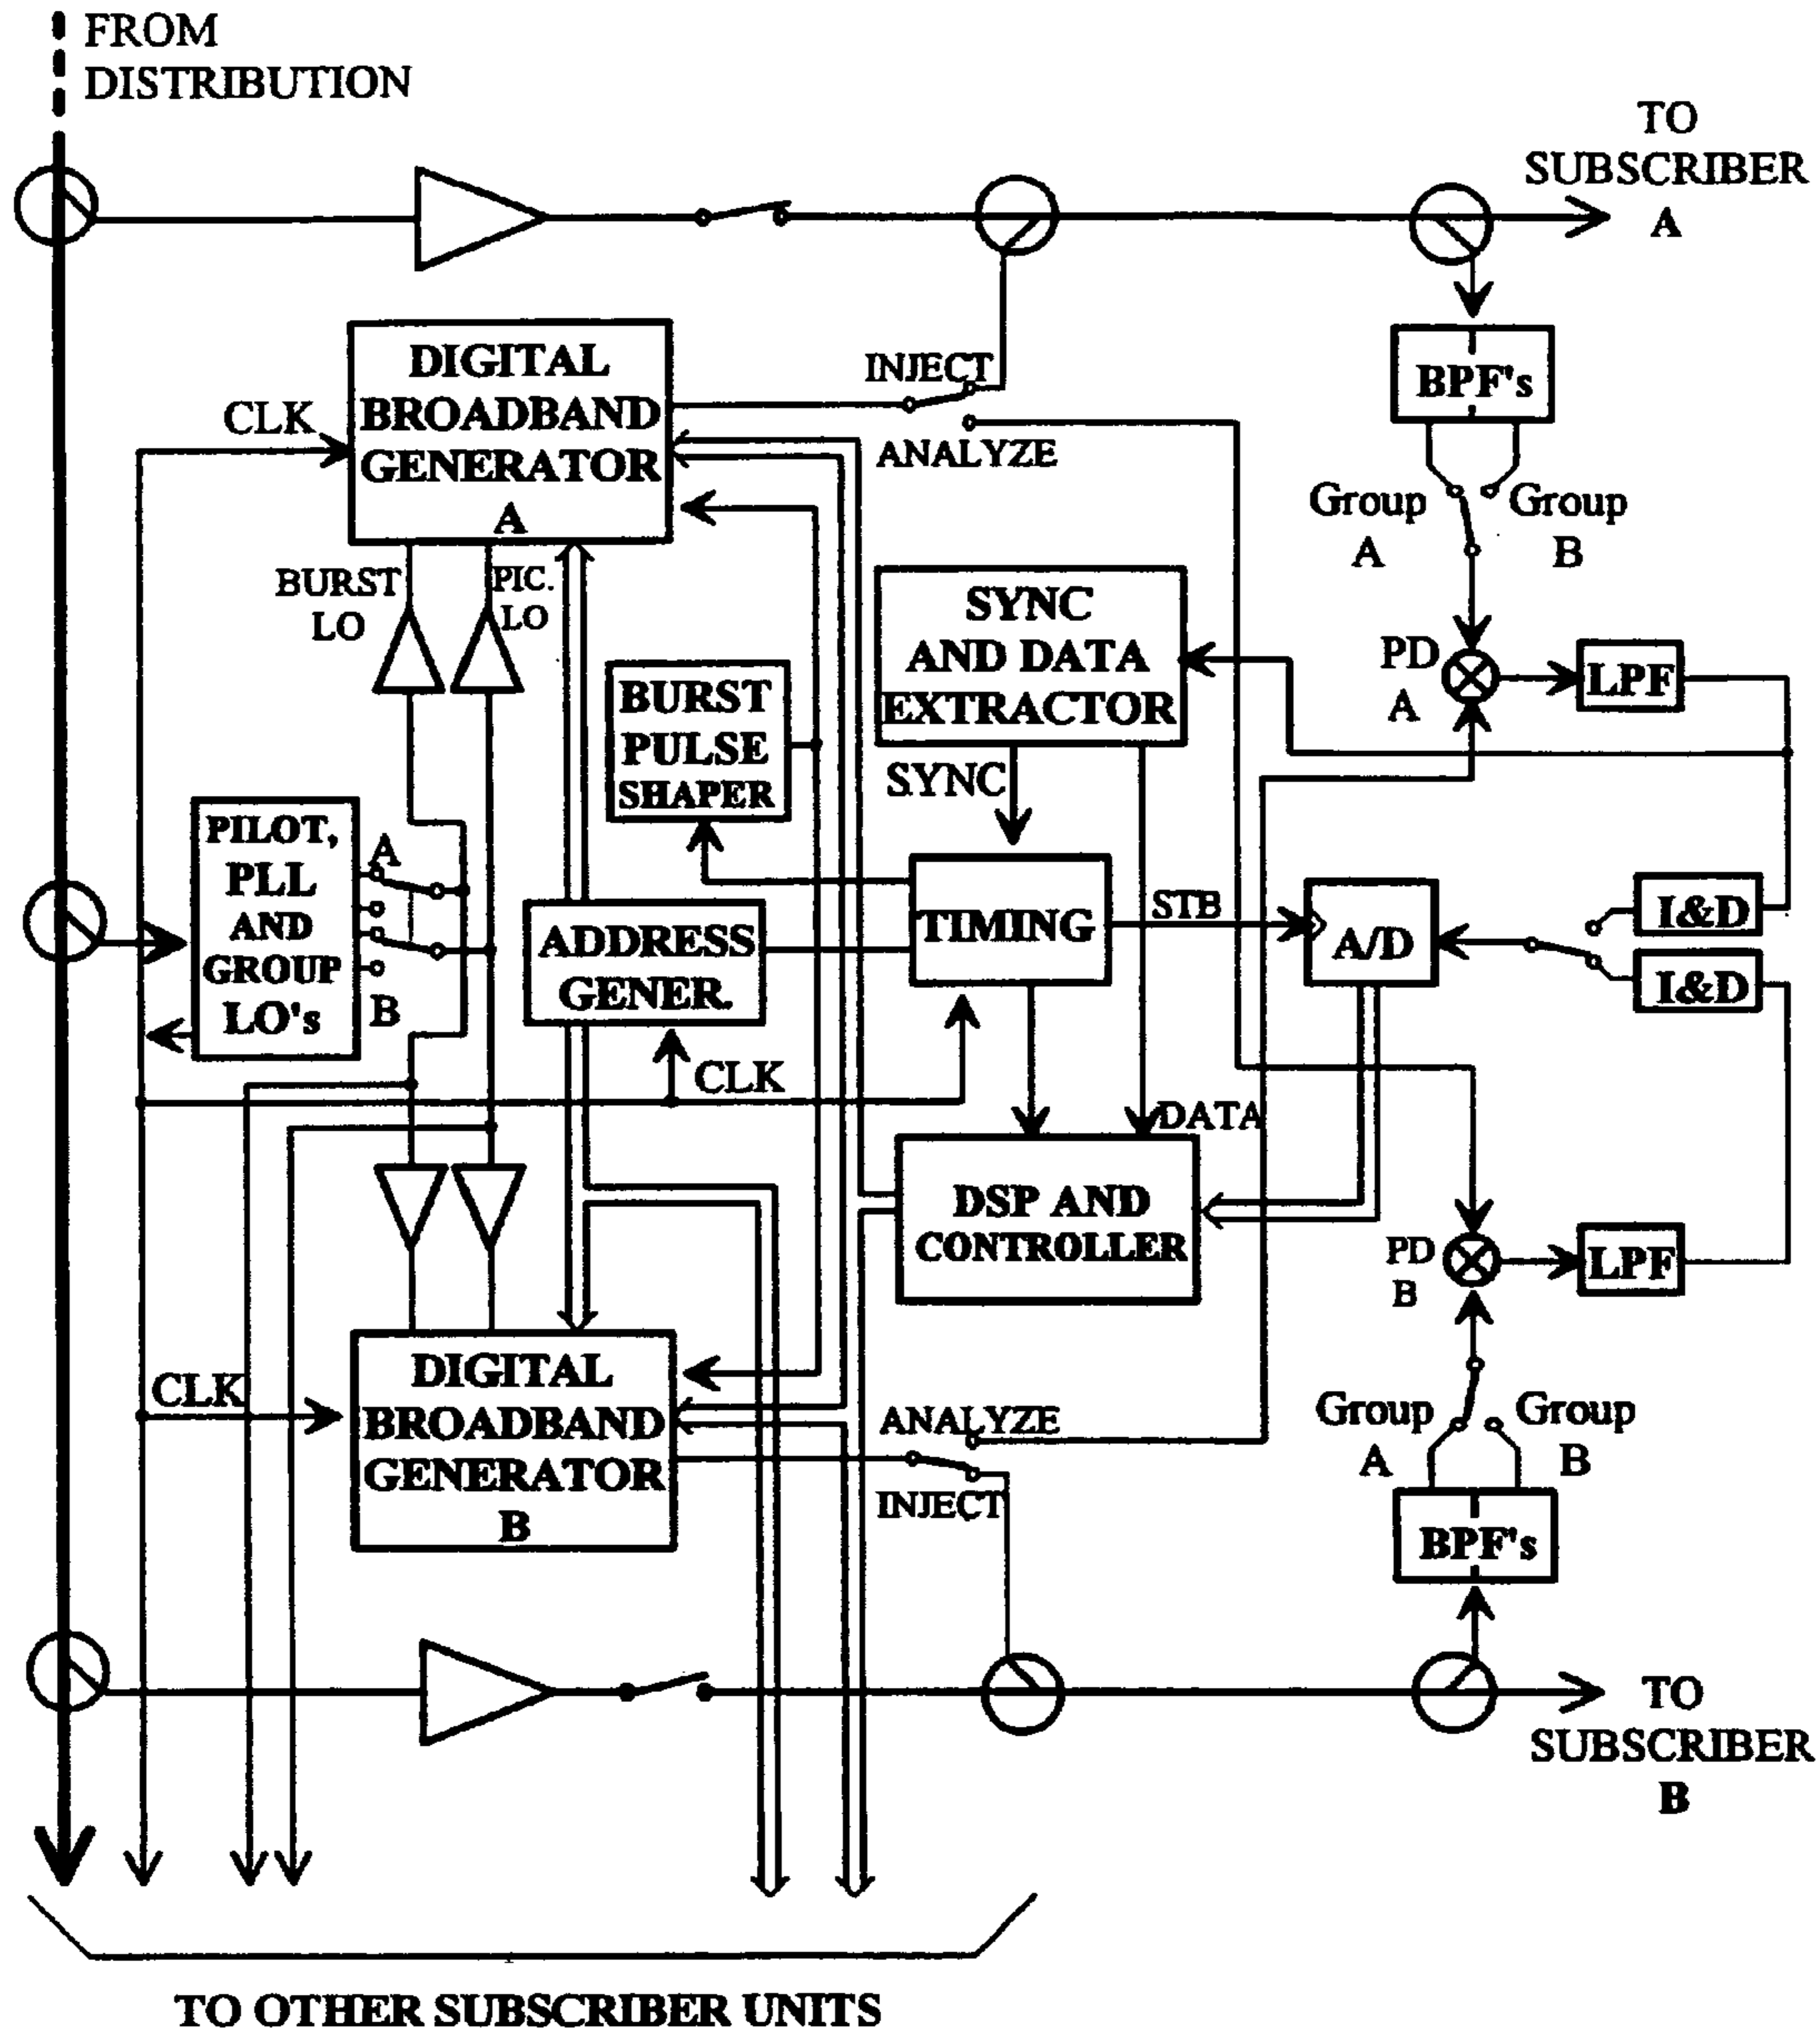 FROM
DISTRIBUTION
TO
SUBSCRIBER
A
DIGITAL
BROADBAND
GENERATOR
A
CLK
INJECT
ANALYZE
BPF's
Group
A
Group
B
BURST
LO
PIC.
LO
SYNC
AND DATA
EXTRACTOR
PD
A
LPF
BURST
PULSE
SHAPER
SYNC
PILOT,
PLL
AND
GROUP
LO's
A
B
ADDRESS
GENER.
TIMING
STB
A/D
I&D
I&D
CLK
DATA
DSP AND
CONTROLLER
PD
B
LPF
DIGITAL
BROADBAND
GENERATOR
B
CLK
ANALYZE
INJECT
Group
A
Group
B
BPF's
TO
SUBSCRIBER
B
TO OTHER SUBSCRIBER UNITS